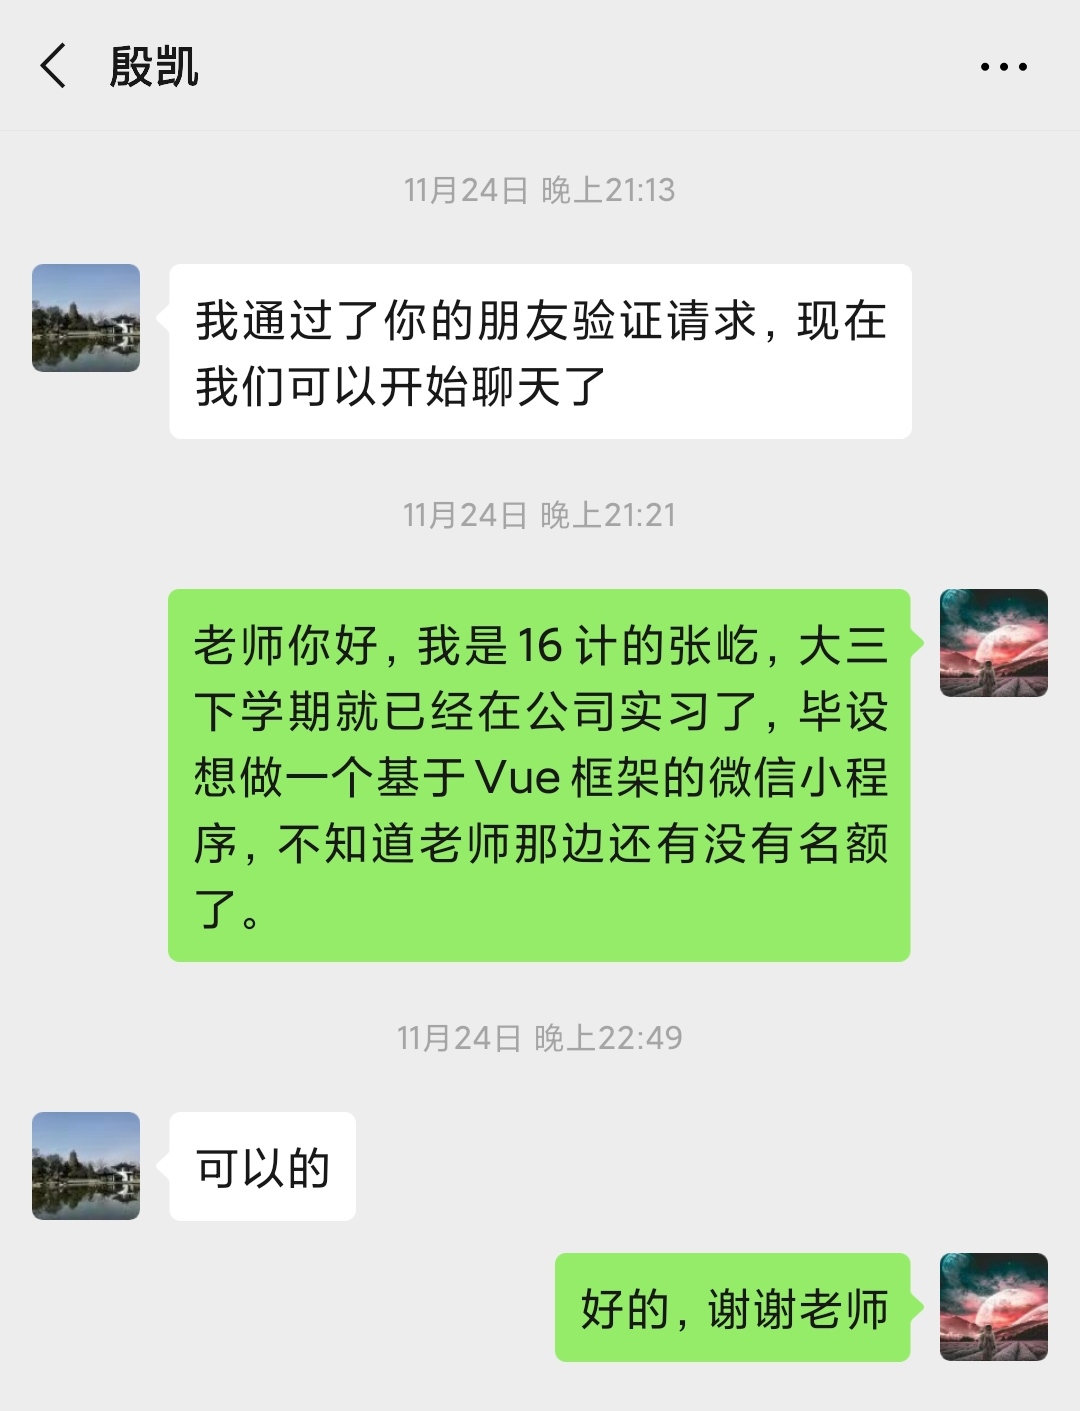 殷凯
11月24日 晚上21:13
我通过了你的朋友验证请求，现在
我们可以开始聊天了
11月24日 晚上21:21
老师你好，我是16计的张屹，大三
下学期就已经在公司实习了，毕设
想做一个基于Vue框架的微信小程
序，不知道老师那边还有没有名额
了。
11月24日 晚上22:49
可以的
好的，谢谢老师